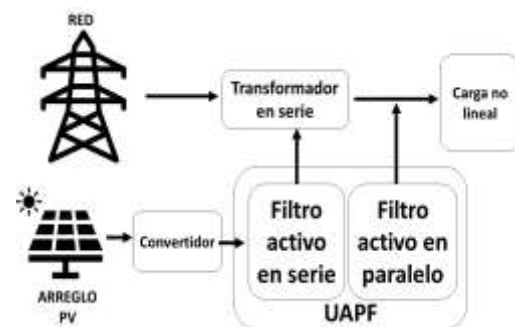 RED
Transformador
en serie
Carga no
lineal
Convertidor
Filtro
activo
en serie
Filtro
activo en
paralelo
UAPF
ARREGLO
PV